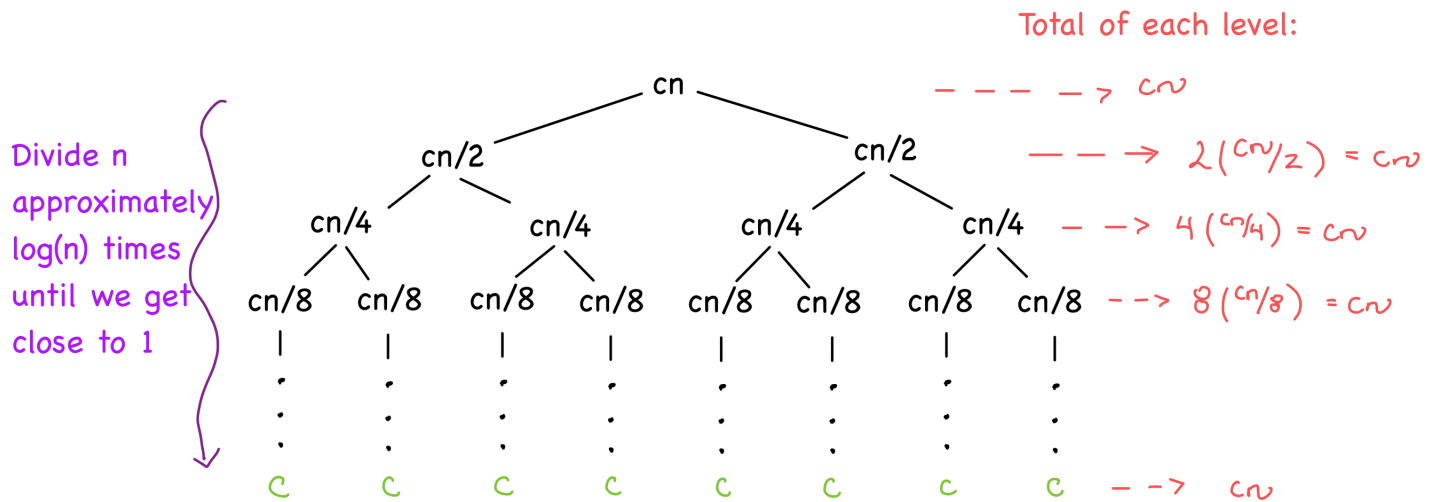 Total of each level:
cn - - - -> cn
Divide n
approximately
log(n) times
until we get
close to 1
cn/2 cn/2 - - -> 2(cn/2) = cn
cn/4 cn/4 cn/4 cn/4 - -> 4(cn/4) = cn
cn/8 cn/8 cn/8 cn/8 cn/8 cn/8 cn/8 cn/8 - -> 8(cn/8) = cn
c c c c c c c c - -> cn